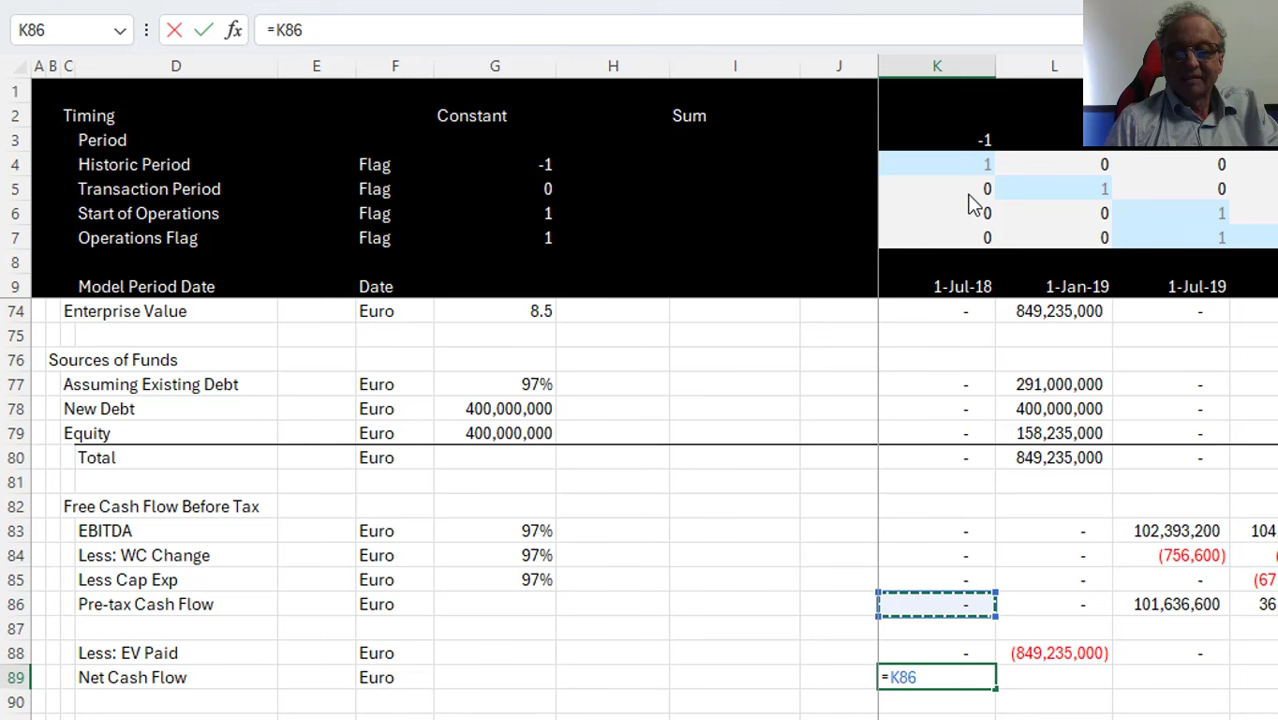 K86 fx =K86
A B C D E F G H I J K L
1
2 Timing Constant Sum
3 Period -1
4 Historic Period Flag -1 1 0 0
5 Transaction Period Flag 0 0 1 0
6 Start of Operations Flag 1 0 0 1
7 Operations Flag Flag 1 0 0 1
8
9 Model Period Date Date 1-Jul-18 1-Jan-19 1-Jul-19
74 Enterprise Value Euro 8.5 - 849,235,000 -
75
76 Sources of Funds
77 Assuming Existing Debt Euro 97% - 291,000,000 -
78 New Debt Euro 400,000,000 - 400,000,000 -
79 Equity Euro 400,000,000 - 158,235,000 -
80 Total Euro - 849,235,000 -
81
82 Free Cash Flow Before Tax
83 EBITDA Euro 97% - - 102,393,200 104
84 Less: WC Change Euro 97% - - (756,600) (
85 Less Cap Exp Euro 97% - - - (67
86 Pre-tax Cash Flow Euro - - 101,636,600 36
87
88 Less: EV Paid Euro - (849,235,000) -
89 Net Cash Flow Euro =K86
90